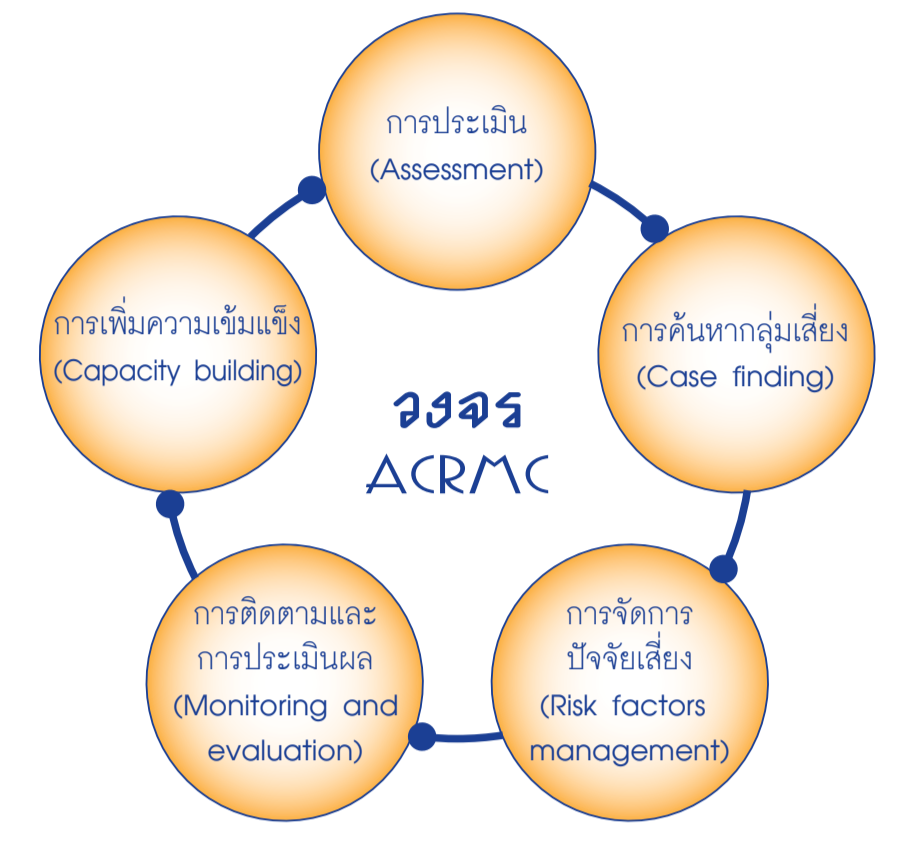 การประเมิน
(Assessment)
การค้นหากลุ่มเสี่ยง
(Case finding)
การจัดการ
ปัจจัยเสี่ยง
(Risk factors
management)
การติดตามและ
การประเมินผล
(Monitoring and
evaluation)
การเพิ่มความเข้มแข็ง
(Capacity building)
วงจร
ACRMC